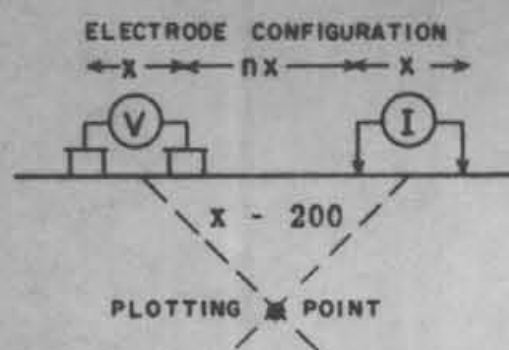 ELECTRODE CONFIGURATION
x nx x
V I
x - 200
PLOTTING POINT